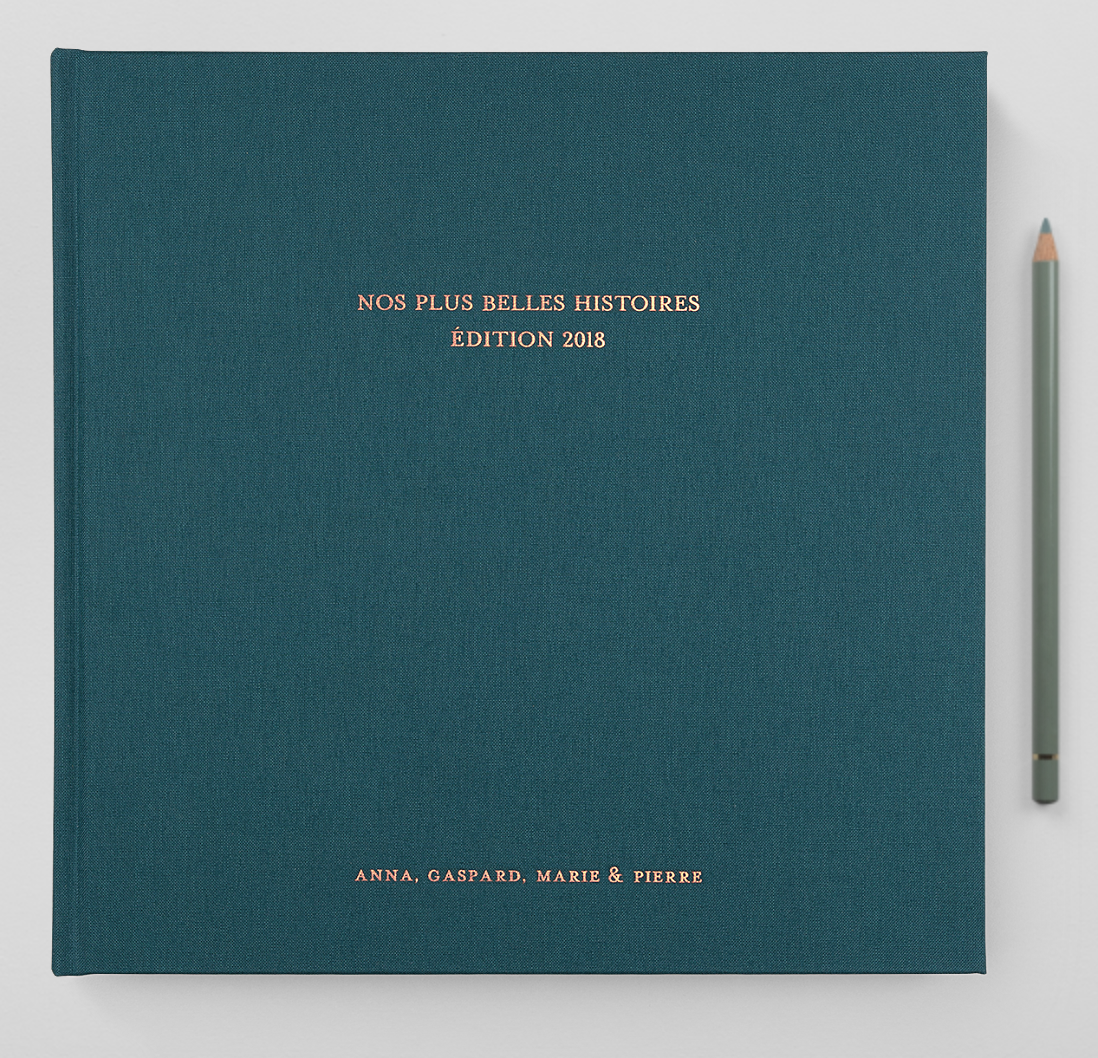 NOS PLUS BELLES HISTOIRES
ÉDITION 2018
ANNA, GASPARD, MARIE & PIERRE